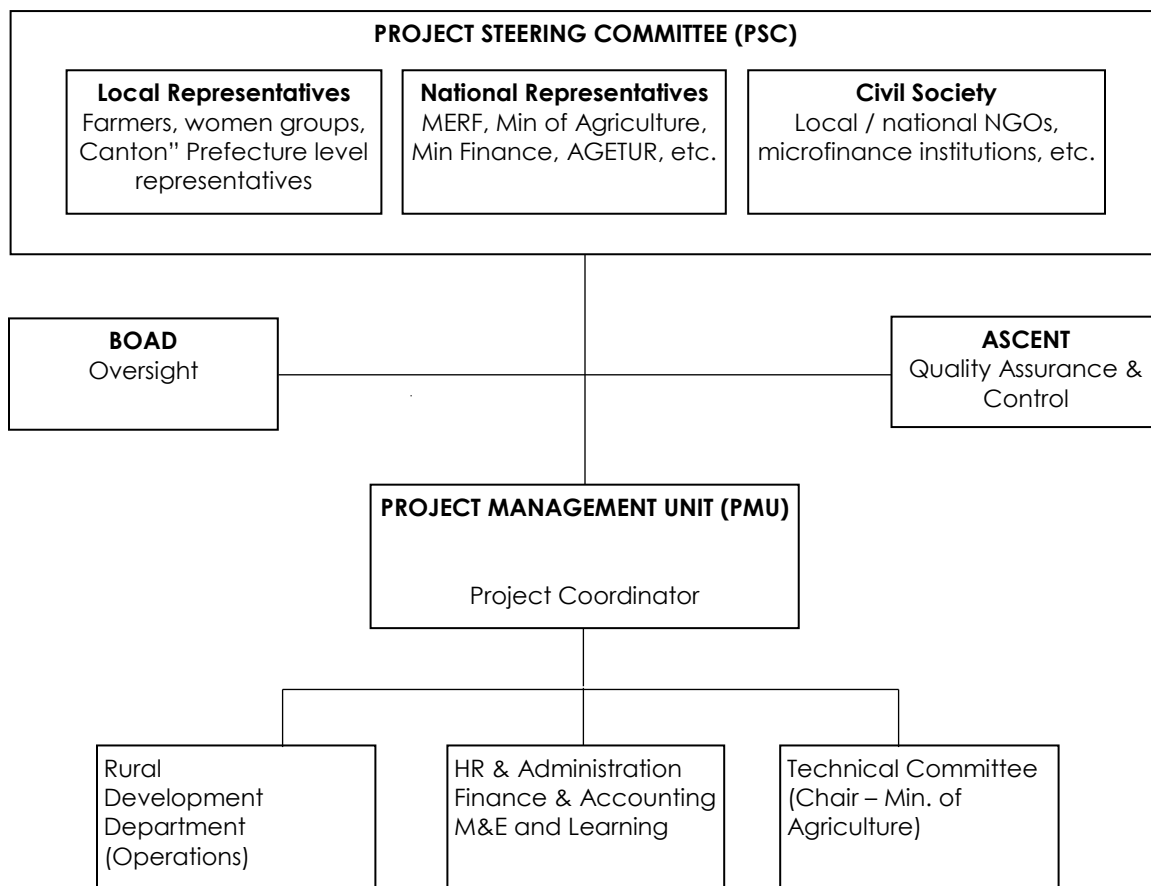 PROJECT STEERING COMMITTEE (PSC)
Local Representatives
Farmers, women groups,
Canton” Prefecture level
representatives
National Representatives
MERF, Min of Agriculture,
Min Finance, AGETUR, etc.
Civil Society
Local / national NGOs,
microfinance institutions, etc.
BOAD
Oversight
ASCENT
Quality Assurance &
Control
PROJECT MANAGEMENT UNIT (PMU)
Project Coordinator
Rural
Development
Department
(Operations)
HR & Administration
Finance & Accounting
M&E and Learning
Technical Committee
(Chair – Min. of
Agriculture)